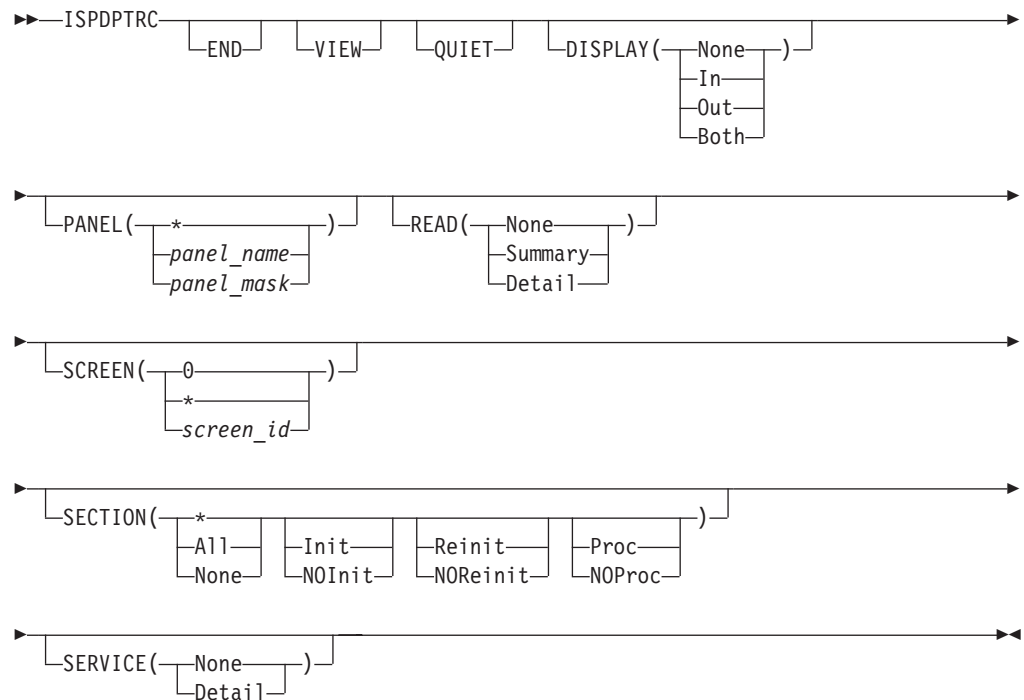 ISPDPTRC END VIEW QUIET DISPLAY( None )
In
Out
Both
PANEL( * ) READ( None )
panel_name Summary
panel_mask Detail
SCREEN( 0 )
*
screen_id
SECTION( * )
All Init Reinit Proc
None NOInit NOReinit NOProc
SERVICE( None )
Detail